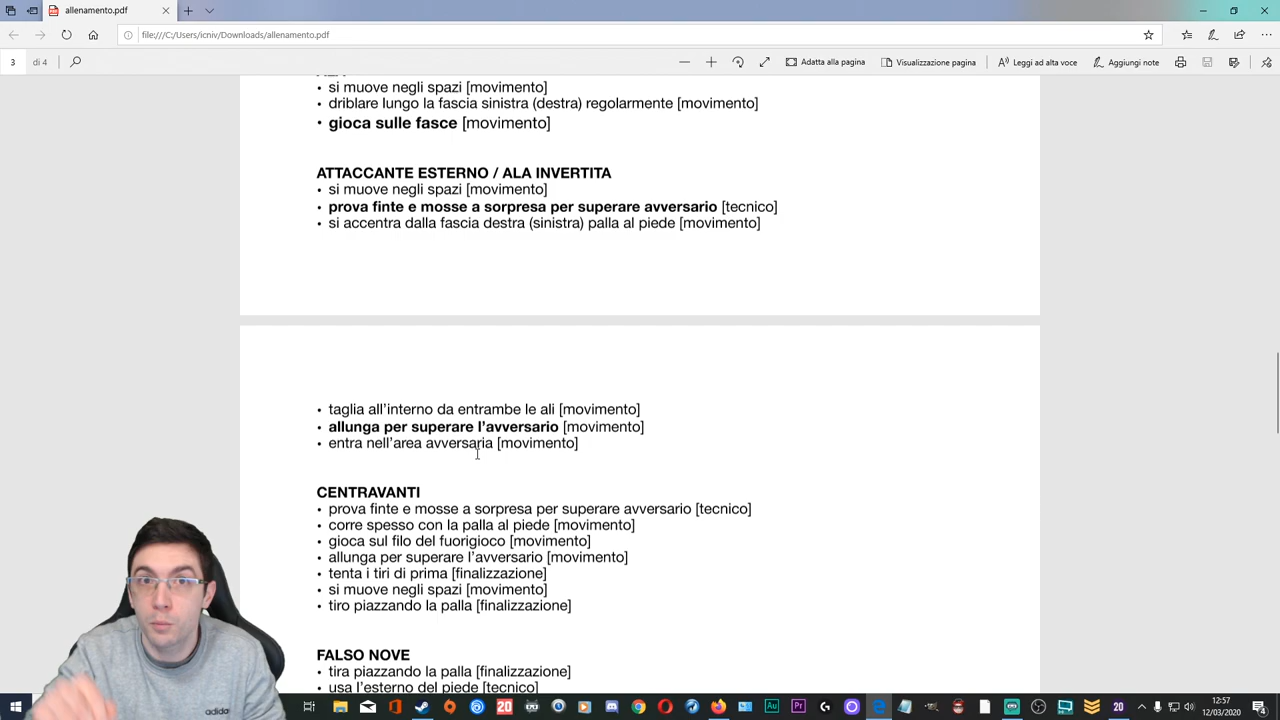 allenamento.pdf
file:///C:/Users/icniv/Downloads/allenamento.pdf
3 di 4
Adatta alla pagina
Visualizzazione pagina
Leggi ad alta voce
Aggiungi note
• si muove negli spazi [movimento]
• driblare lungo la fascia sinistra (destra) regolarmente [movimento]
• gioca sulle fasce [movimento]
ATTACCANTE ESTERNO / ALA INVERTITA
• si muove negli spazi [movimento]
• prova finte e mosse a sorpresa per superare avversario [tecnico]
• si accentra dalla fascia destra (sinistra) palla al piede [movimento]
• taglia all'interno da entrambe le ali [movimento]
• allunga per superare l'avversario [movimento]
• entra nell'area avversaria [movimento]
CENTRAVANTI
• prova finte e mosse a sorpresa per superare avversario [tecnico]
• corre spesso con la palla al piede [movimento]
• gioca sul filo del fuorigioco [movimento]
• allunga per superare l'avversario [movimento]
• tenta i tiri di prima [finalizzazione]
• si muove negli spazi [movimento]
• tiro piazzando la palla [finalizzazione]
FALSO NOVE
• tira piazzando la palla [finalizzazione]
• usa l'esterno del piede [tecnico]
adidas
20
Au
Pr
20
12:57
12/03/2020